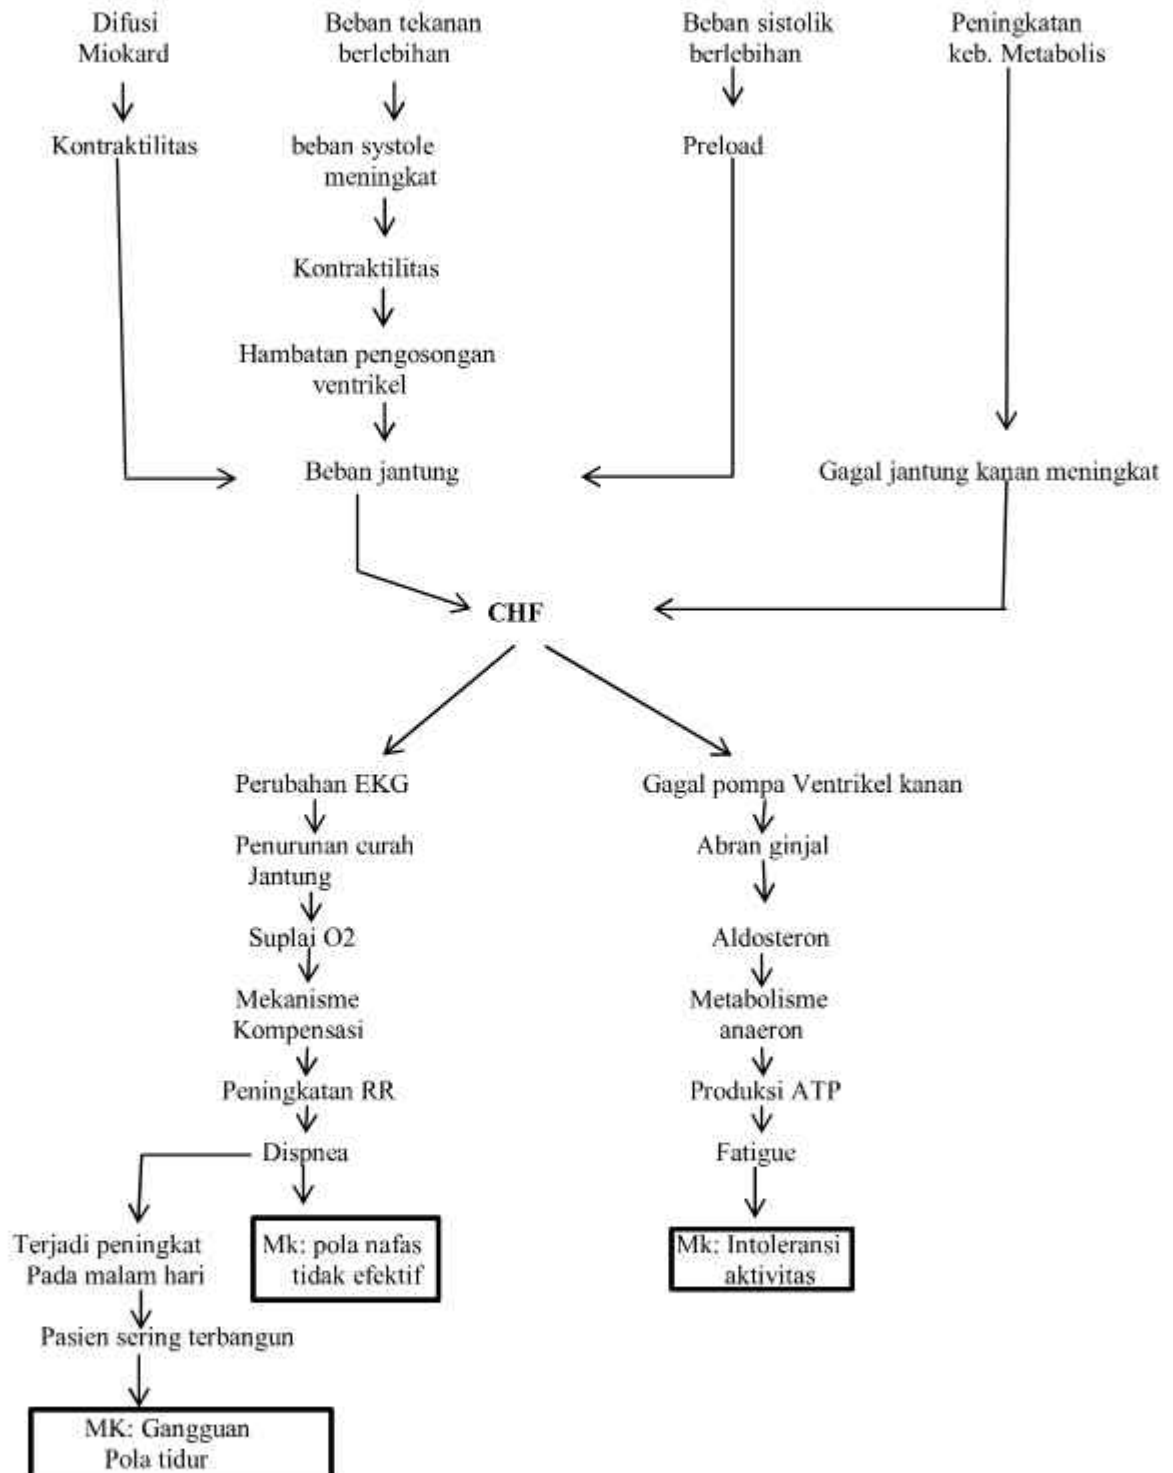 Difusi
Miokard
Beban tekanan
berlebihan
Beban sistolik
berlebihan
Peningkatan
keb. Metabolis
Kontraktilitas
beban systole
meningkat
Preload
Kontraktilitas
Hambatan pengosongan
ventrikel
Beban jantung
Gagal jantung kanan meningkat
CHF
Perubahan EKG
Gagal pompa Ventrikel kanan
Penurunan curah
Jantung
Abran ginjal
Suplai O2
Aldosteron
Mekanisme
Kompensasi
Metabolisme
anaeron
Peningkatan RR
Produksi ATP
Dispnea
Fatigue
Terjadi peningkat
Pada malam hari
Mk: pola nafas
tidak efektif
Mk: Intoleransi
aktivitas
Pasien sering terbangun
MK: Gangguan
Pola tidur